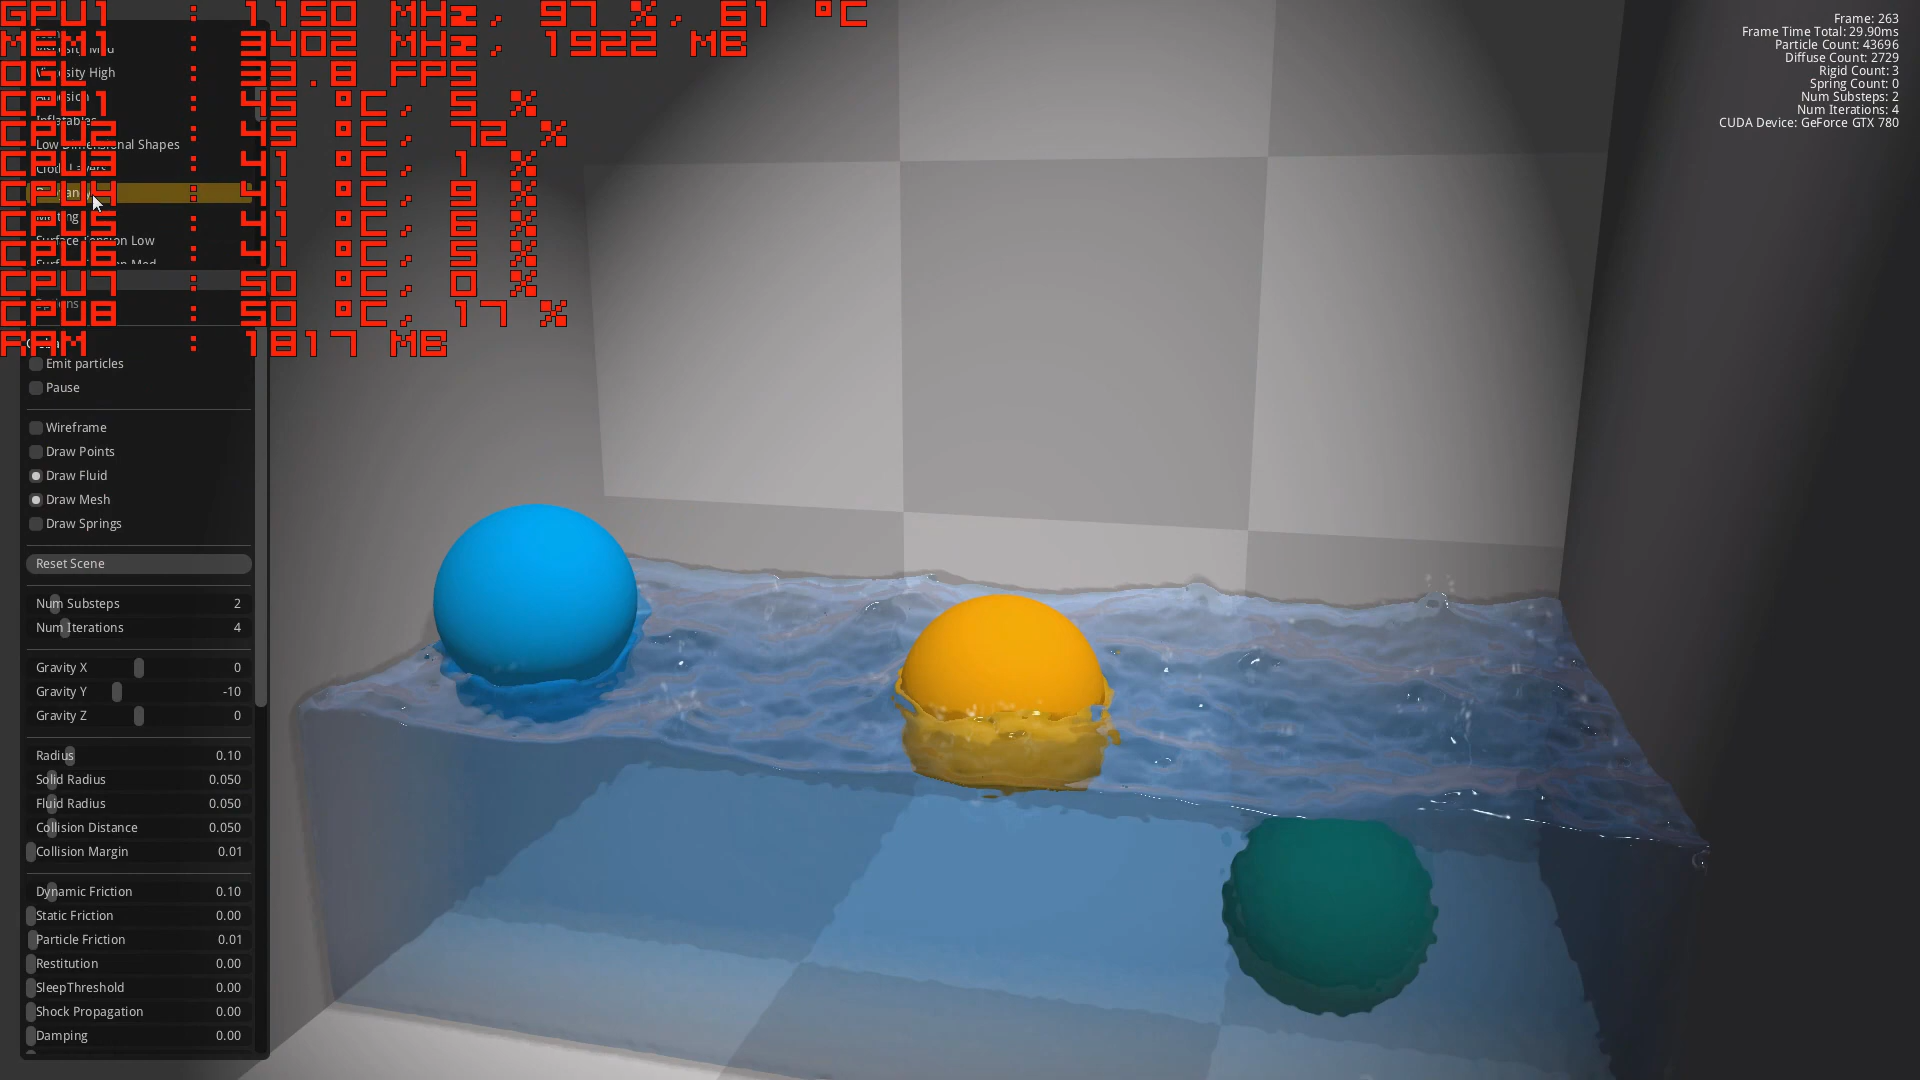 GPU1 : 1150 MHz, 97 %, 61 °C
MEM1 : 3402 MHz, 1922 MB
OGL : 33.8 FPS
CPU1 : 45 °C, 5 %
CPU2 : 45 °C, 72 %
CPU3 : 41 °C, 1 %
CPU4 : 41 °C, 9 %
CPU5 : 41 °C, 6 %
CPU6 : 41 °C, 5 %
CPU7 : 50 °C, 0 %
CPU8 : 50 °C, 17 %
RAM : 1817 MB
Viscosity High
Inflatables
Low Dimensional Shapes
Surface Tension Low
Emit particles
Pause
Wireframe
Draw Points
Draw Fluid
Draw Mesh
Draw Springs
Reset Scene
Num Substeps 2
Num Iterations 4
Gravity X 0
Gravity Y -10
Gravity Z 0
Radius 0.10
Solid Radius 0.050
Fluid Radius 0.050
Collision Distance 0.050
Collision Margin 0.01
Dynamic Friction 0.10
Static Friction 0.00
Particle Friction 0.01
Restitution 0.00
SleepThreshold 0.00
Shock Propagation 0.00
Damping 0.00
Frame: 263
Frame Time Total: 29.90ms
Particle Count: 43696
Diffuse Count: 2729
Rigid Count: 3
Spring Count: 0
Num Substeps: 2
Num Iterations: 4
CUDA Device: GeForce GTX 780